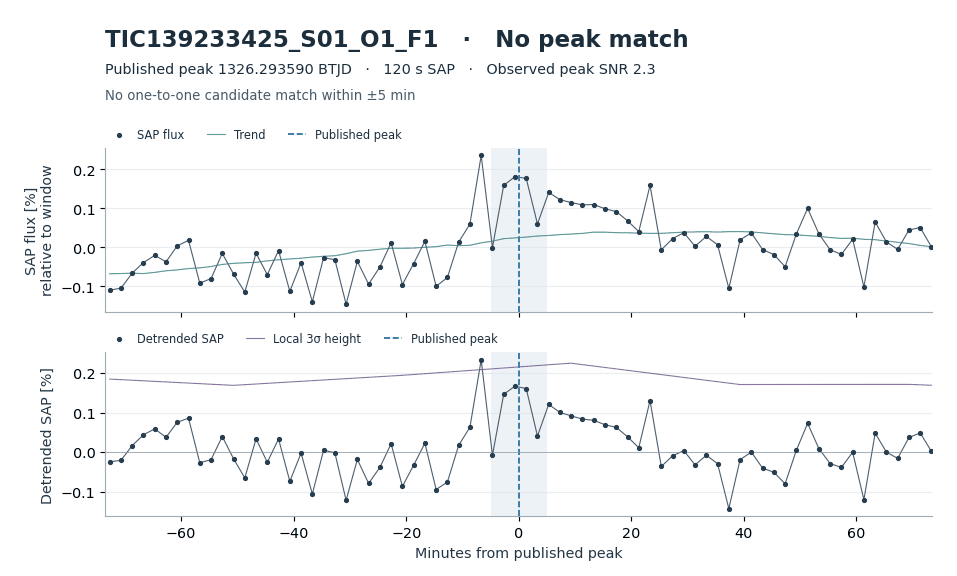 TIC139233425_S01_O1_F1 · No peak match
Published peak 1326.293590 BTJD · 120 s SAP · Observed peak SNR 2.3
No one-to-one candidate match within ±5 min
SAP flux Trend Published peak
SAP flux [%]
relative to window
0.2
0.1
0.0
−0.1
Detrended SAP Local 3σ height Published peak
Detrended SAP [%]
0.2
0.1
0.0
−0.1
−60 −40 −20 0 20 40 60
Minutes from published peak